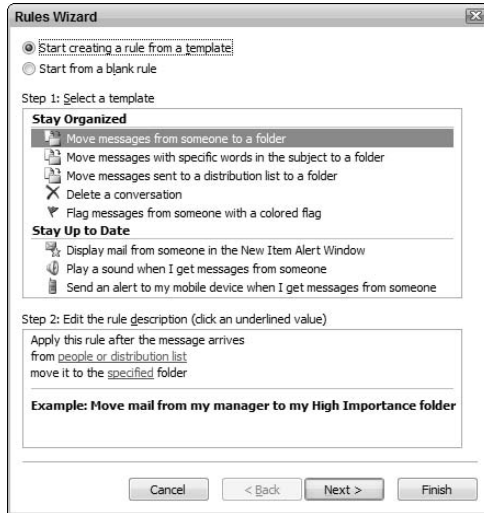 Rules Wizard
Start creating a rule from a template
Start from a blank rule
Step 1: Select a template
Stay Organized
Move messages from someone to a folder
Move messages with specific words in the subject to a folder
Move messages sent to a distribution list to a folder
Delete a conversation
Flag messages from someone with a colored flag
Stay Up to Date
Display mail from someone in the New Item Alert Window
Play a sound when I get messages from someone
Send an alert to my mobile device when I get messages from someone
Step 2: Edit the rule description (click an underlined value)
Apply this rule after the message arrives
from people or distribution list
move it to the specified folder
Example: Move mail from my manager to my High Importance folder
Cancel < Back Next > Finish